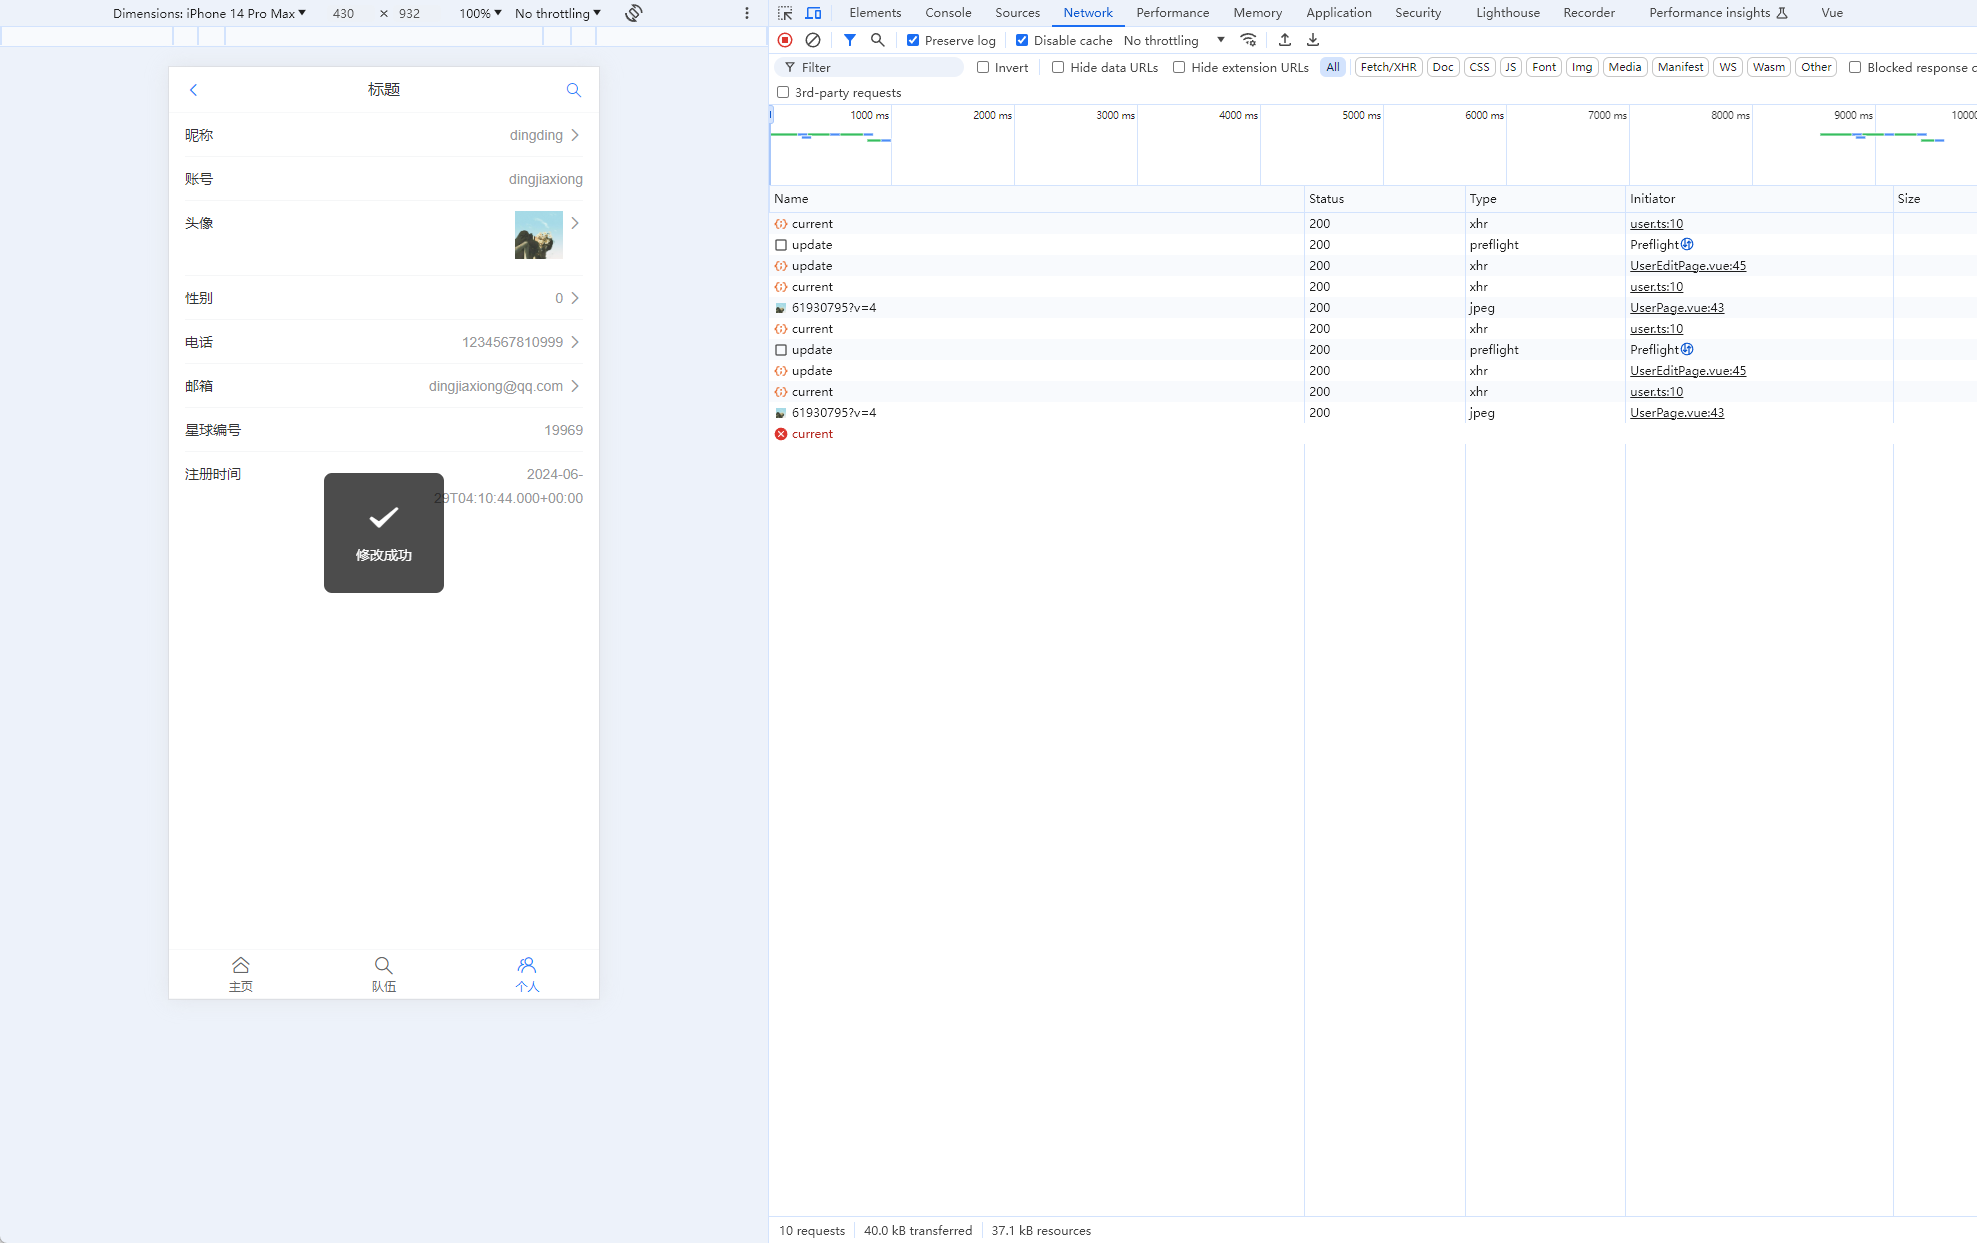 Dimensions: iPhone 14 Pro Max 430 × 932 100% No throttling
标题
昵称 dingding
账号 dingjiaxiong
头像
性别 0
电话 1234567810999
邮箱 dingjiaxiong@qq.com
星球编号 19969
注册时间 2024-06-
29T04:10:44.000+00:00
修改成功
主页 队伍 个人
Elements Console Sources Network Performance Memory Application Security Lighthouse Recorder Performance insights Vue
Preserve log Disable cache No throttling
Filter Invert Hide data URLs Hide extension URLs All Fetch/XHR Doc CSS JS Font Img Media Manifest WS Wasm Other Blocked response c
3rd-party requests
1000 ms 2000 ms 3000 ms 4000 ms 5000 ms 6000 ms 7000 ms 8000 ms 9000 ms 10000
Name Status Type Initiator Size
current 200 xhr user.ts:10
update 200 preflight Preflight
update 200 xhr UserEditPage.vue:45
current 200 xhr user.ts:10
61930795?v=4 200 jpeg UserPage.vue:43
current 200 xhr user.ts:10
update 200 preflight Preflight
update 200 xhr UserEditPage.vue:45
current 200 xhr user.ts:10
61930795?v=4 200 jpeg UserPage.vue:43
current
10 requests 40.0 kB transferred 37.1 kB resources